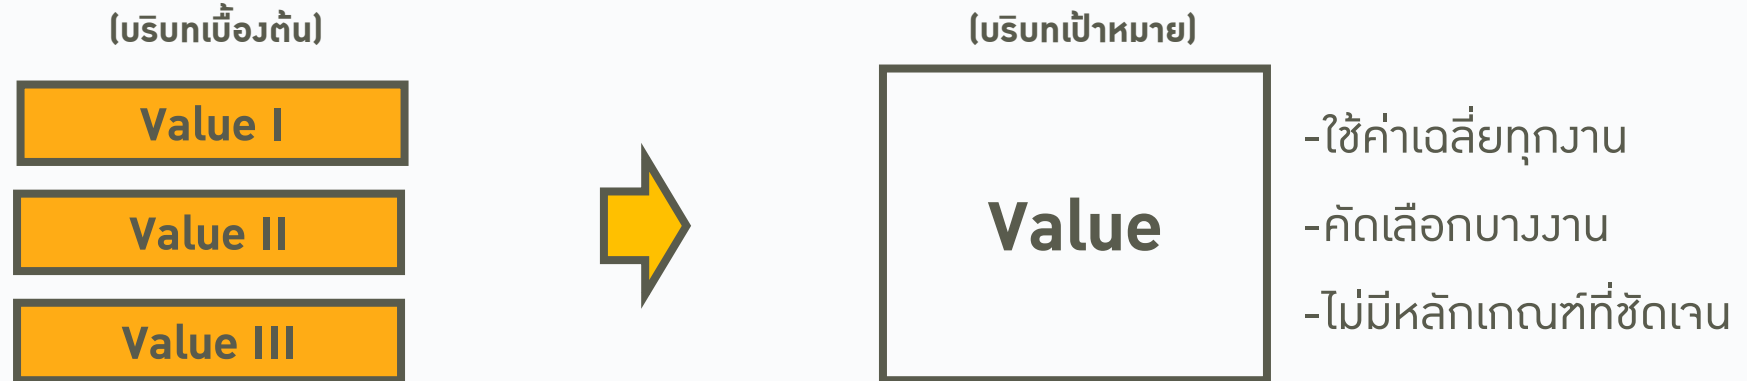 (บริบทเบื้องต้น)
(บริบทเป้าหมาย)
Value I
Value II
Value III
Value
-ใช้ค่าเฉลี่ยทุกงาน
-คัดเลือกบางงาน
-ไม่มีหลักเกณฑ์ที่ชัดเจน